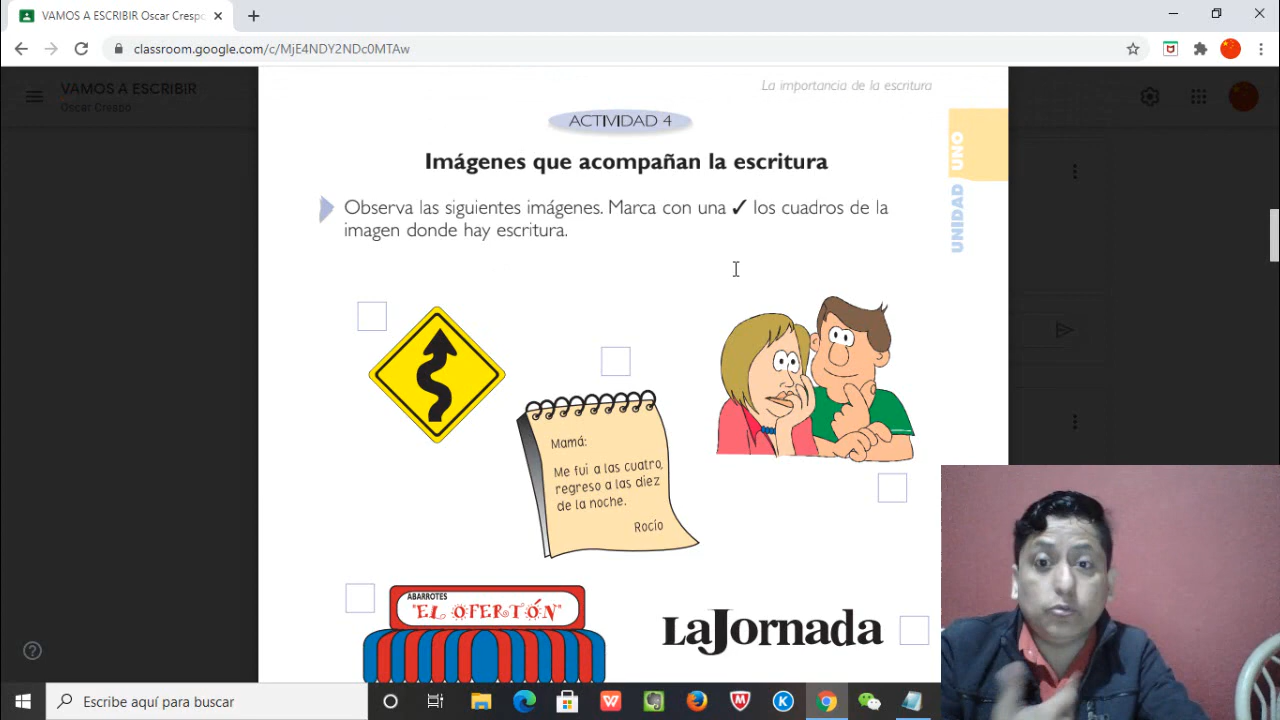 VAMOS A ESCRIBIR Oscar Crespo
classroom.google.com/c/MjE4NDY2NDc0MTAw
VAMOS A ESCRIBIR
Oscar Crespo
La importancia de la escritura
ACTIVIDAD 4
UNIDAD UNO
Imágenes que acompañan la escritura
Observa las siguientes imágenes. Marca con una ✓ los cuadros de la
imagen donde hay escritura.
Mamá:
Me fui a las cuatro,
regreso a las diez
de la noche.
Rocío
ABARROTES
"EL OFERTÓN"
LaJornada
Escribe aquí para buscar